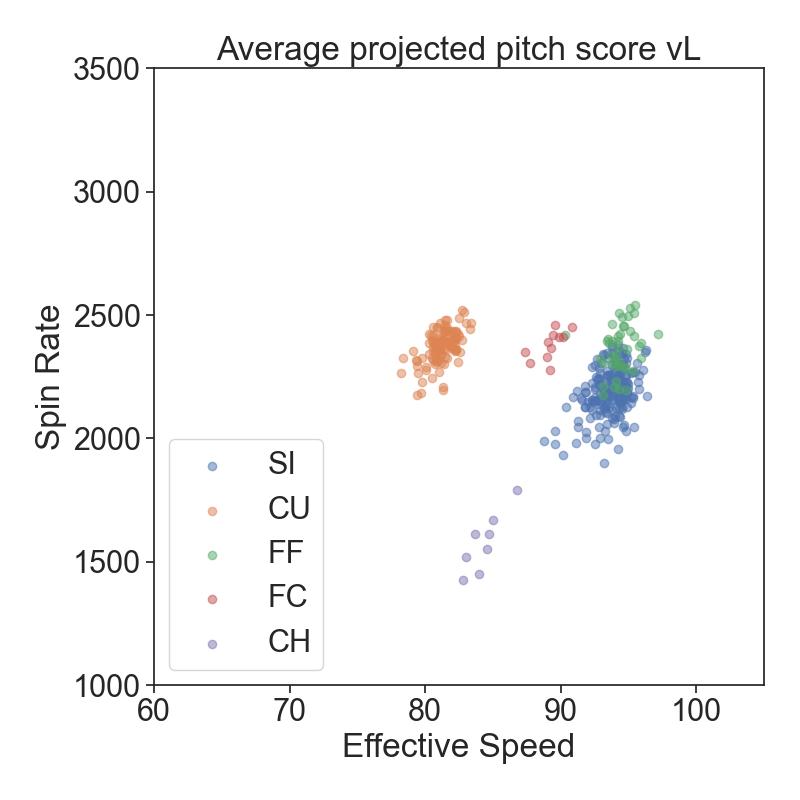 Average projected pitch score vL
3500
3000
2500
2000
1500
1000
Spin Rate
SI
CU
FF
FC
CH
60 70 80 90 100
Effective Speed